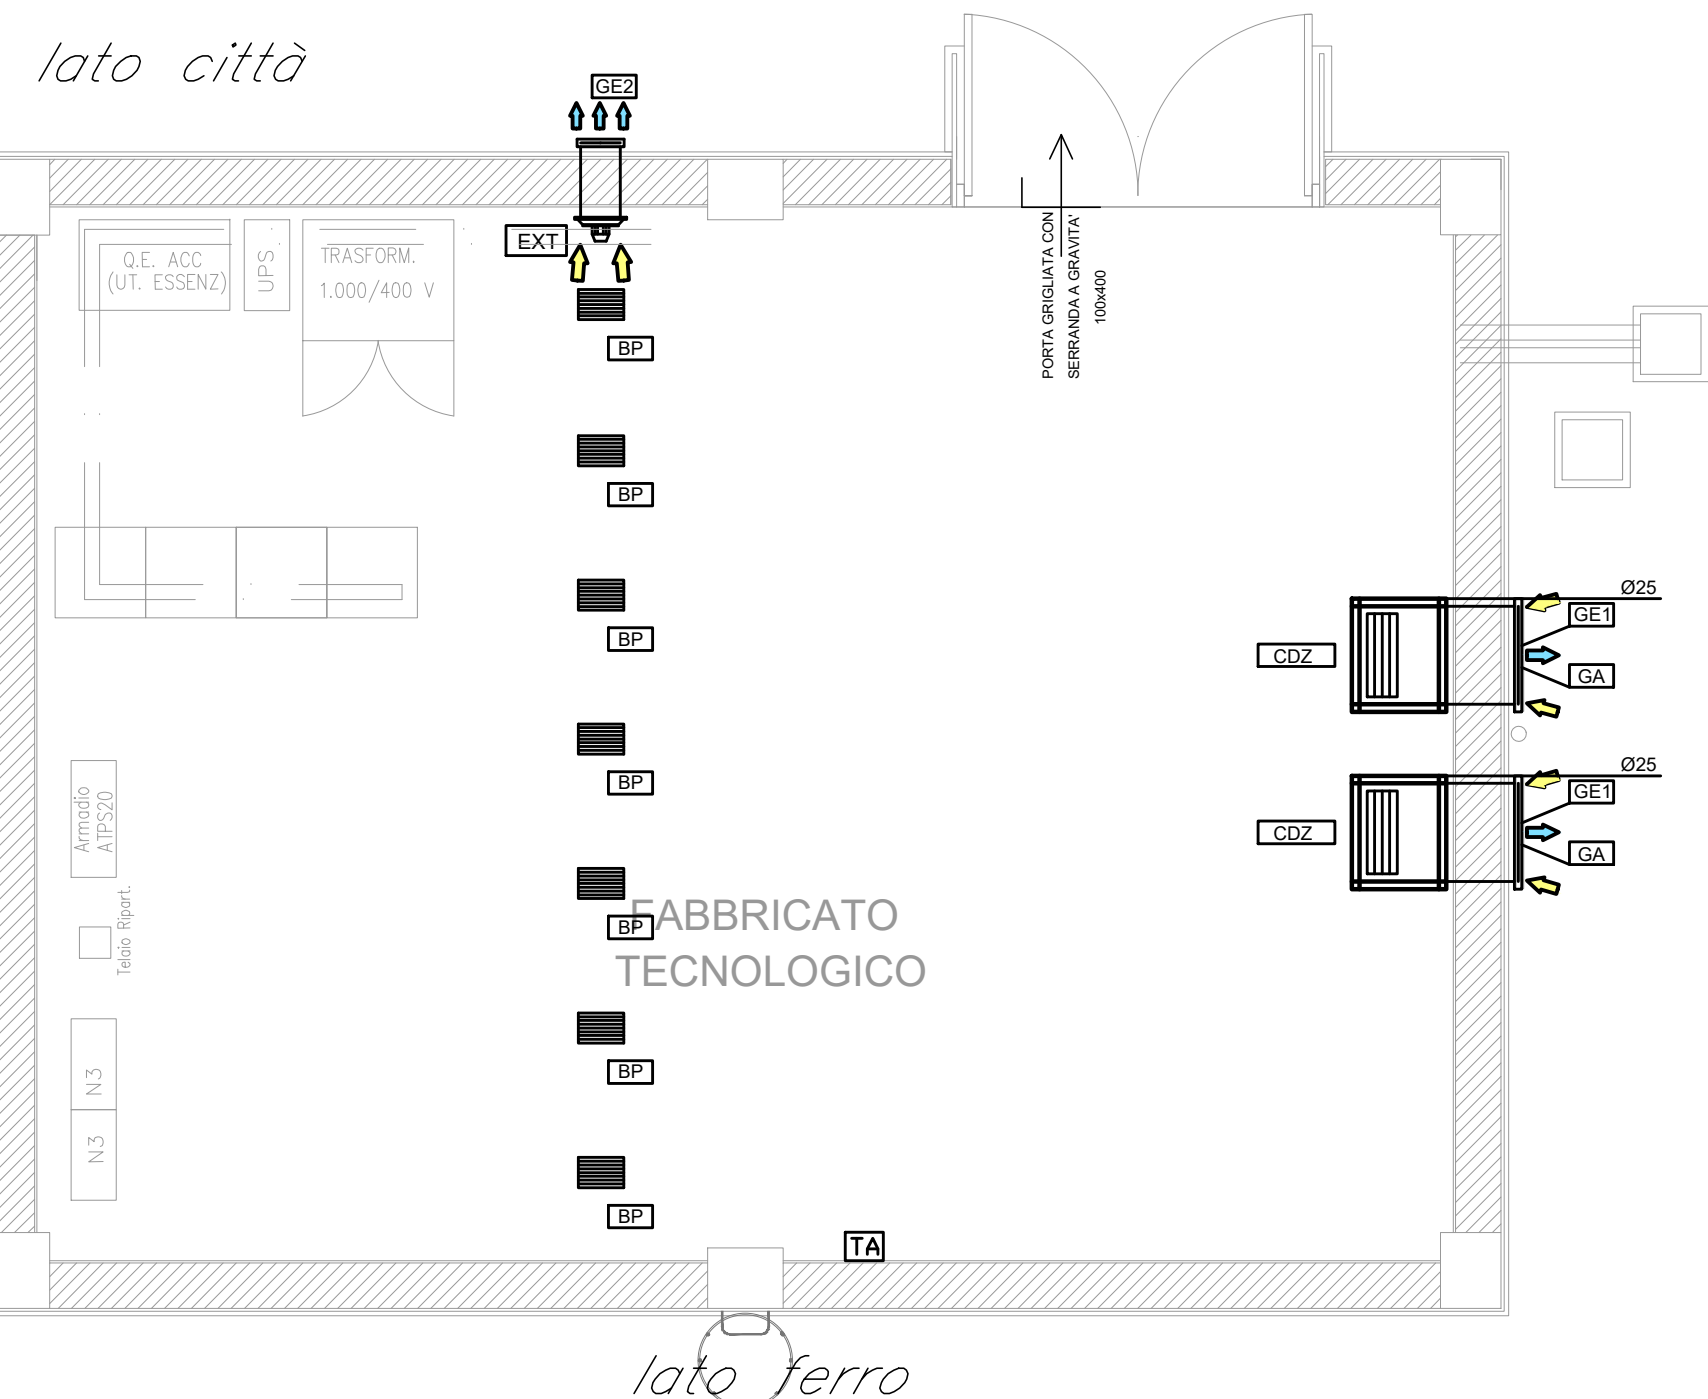 lato città
GE2
EXT
Q.E. ACC
(UT. ESSENZ)
UPS
TRASFORM.
1.000/400 V
PORTA GRIGLIATA CON
SERRANDA A GRAVITA'
100x400
BP
BP
BP
BP
BP
BP
BP
Ø25
GE1
CDZ
GA
Ø25
GE1
CDZ
GA
Armadio
ATPS20
Telaio Ripart.
FABBRICATO
TECNOLOGICO
N3
N3
TA
lato ferro